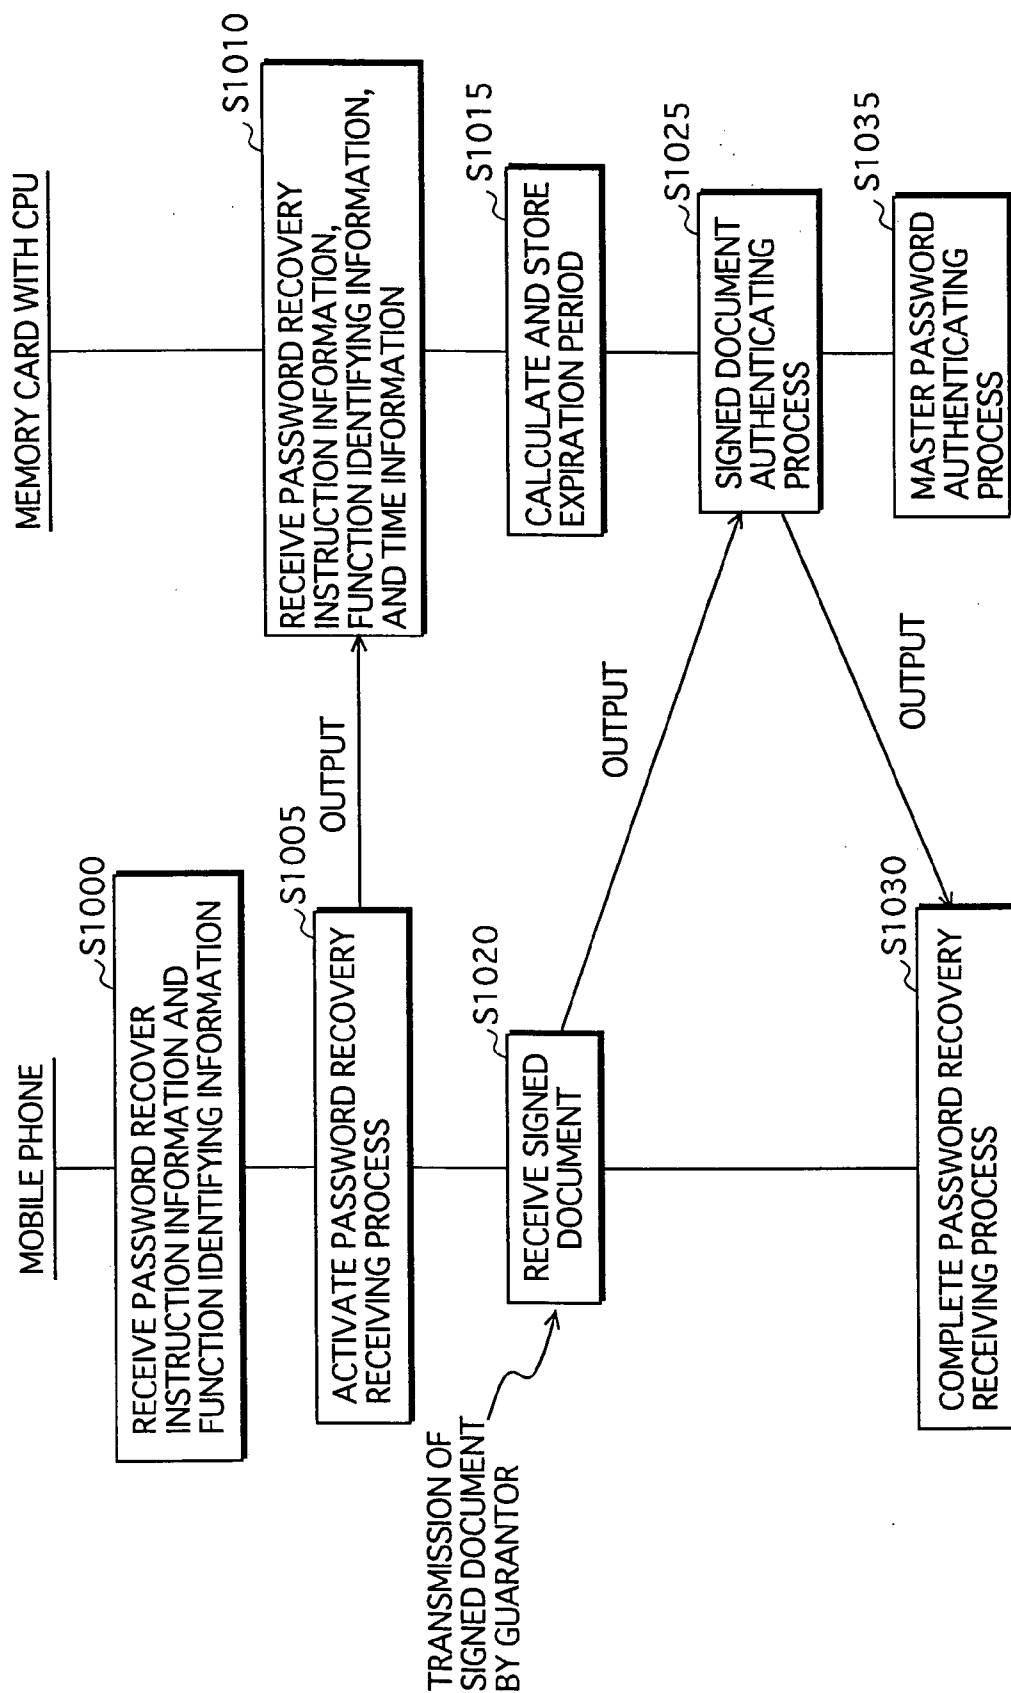 MOBILE PHONE
MEMORY CARD WITH CPU
S1000
RECEIVE PASSWORD RECOVER
INSTRUCTION INFORMATION AND
FUNCTION IDENTIFYING INFORMATION
S1005
ACTIVATE PASSWORD RECOVERY
RECEIVING PROCESS
OUTPUT
S1010
RECEIVE PASSWORD RECOVERY
INSTRUCTION INFORMATION,
FUNCTION IDENTIFYING INFORMATION,
AND TIME INFORMATION
S1015
CALCULATE AND STORE
EXPIRATION PERIOD
TRANSMISSION OF
SIGNED DOCUMENT
BY GUARANTOR
S1020
RECEIVE SIGNED
DOCUMENT
OUTPUT
S1025
SIGNED DOCUMENT
AUTHENTICATING
PROCESS
OUTPUT
S1030
COMPLETE PASSWORD RECOVERY
RECEIVING PROCESS
S1035
MASTER PASSWORD
AUTHENTICATING
PROCESS